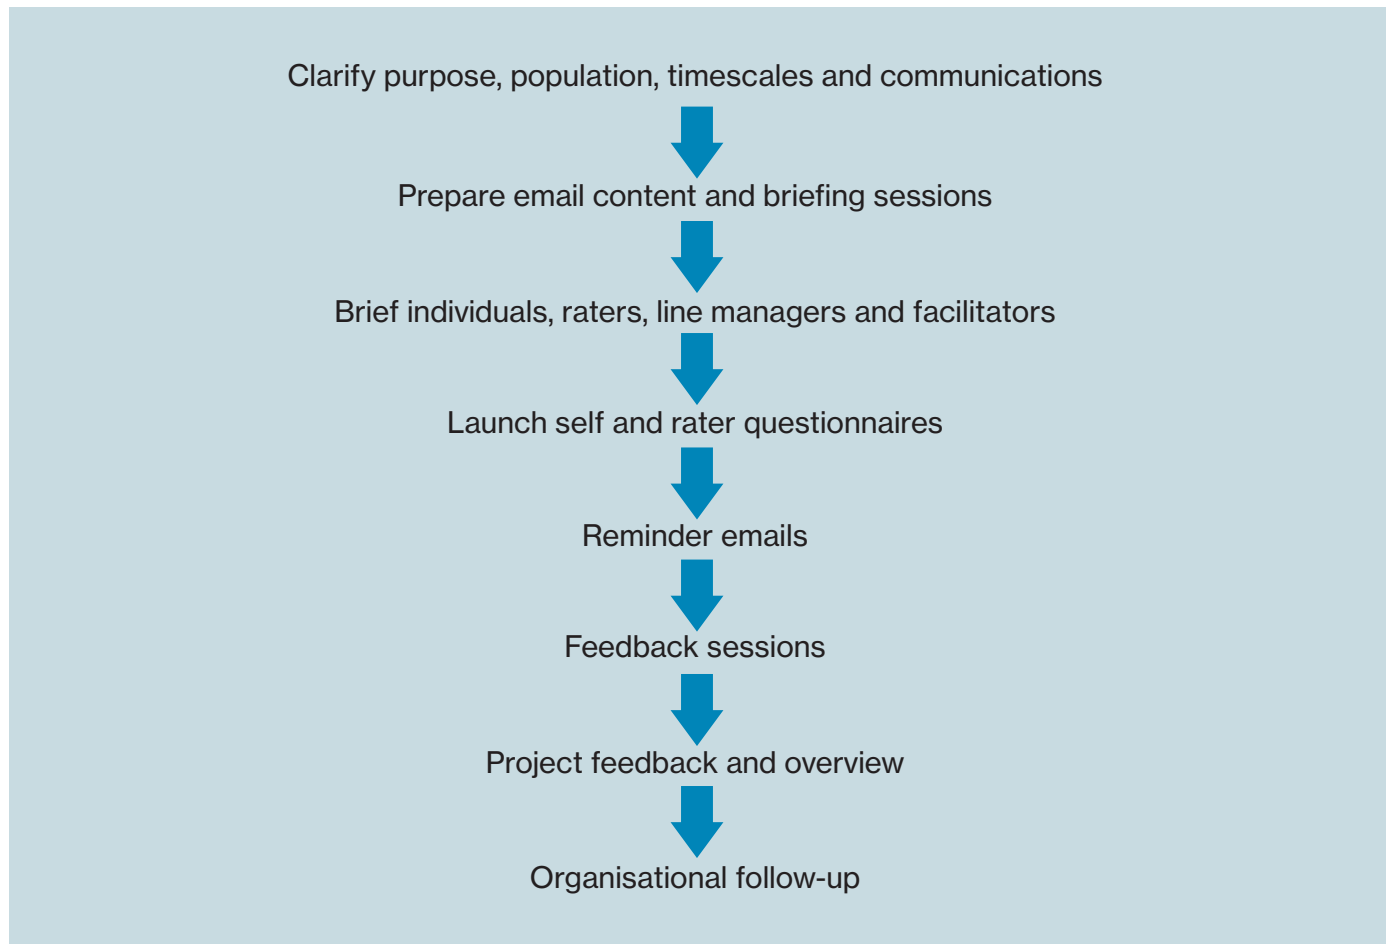 Clarify purpose, population, timescales and communications
Prepare email content and briefing sessions
Brief individuals, raters, line managers and facilitators
Launch self and rater questionnaires
Reminder emails
Feedback sessions
Project feedback and overview
Organisational follow-up